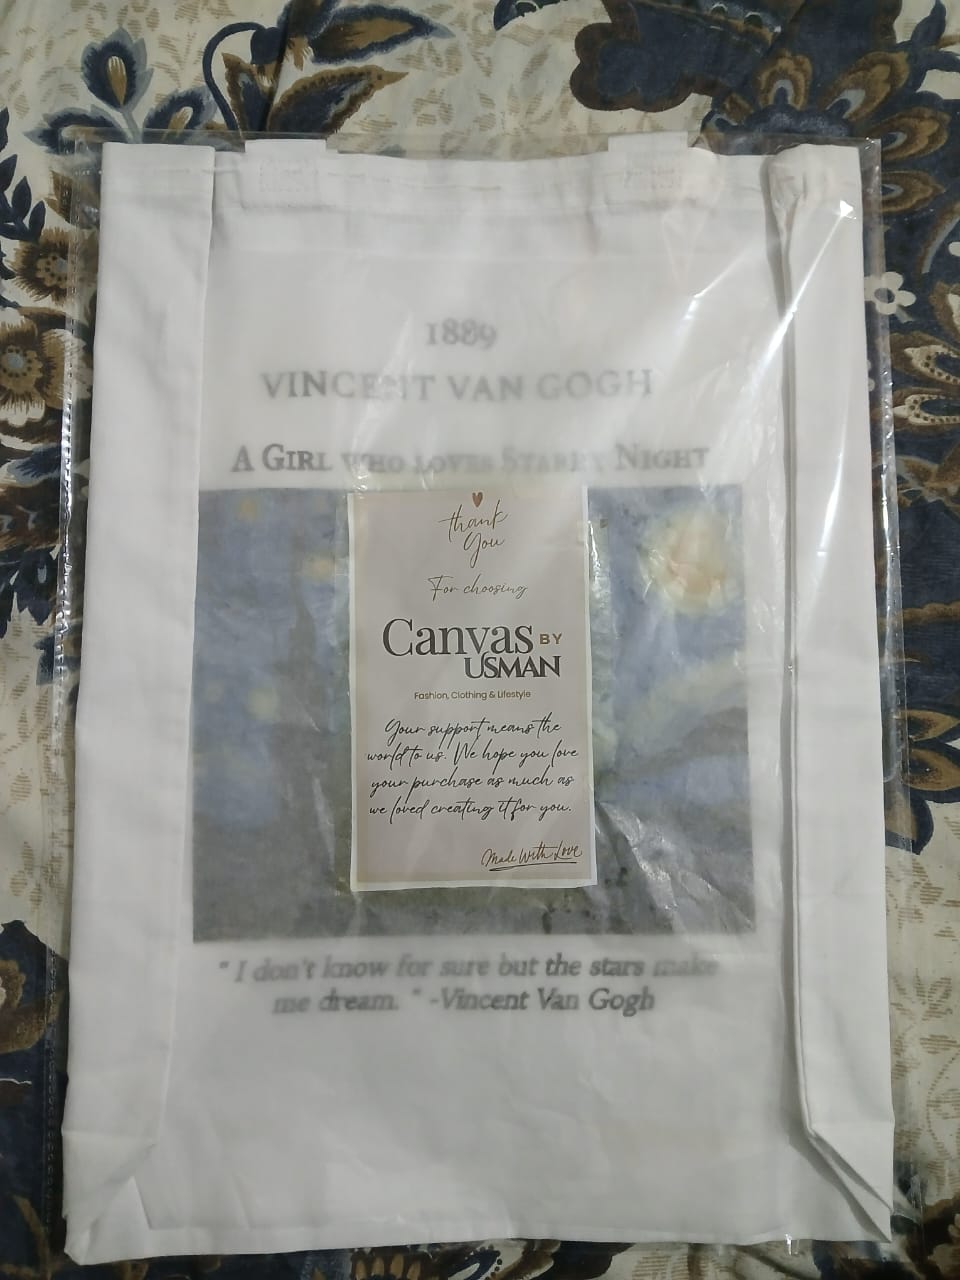 1889
VINCENT VAN GOGH
A GIRL WHO LOVES STARRY NIGHT
thank
you
For choosing
Canvas BY
USMAN
Fashion, Clothing & Lifestyle
Your support means the
world to us. We hope you love
your purchase as much as
we loved creating it for you.
Made With Love
" I don't know for sure but the stars make
me dream. " -Vincent Van Gogh